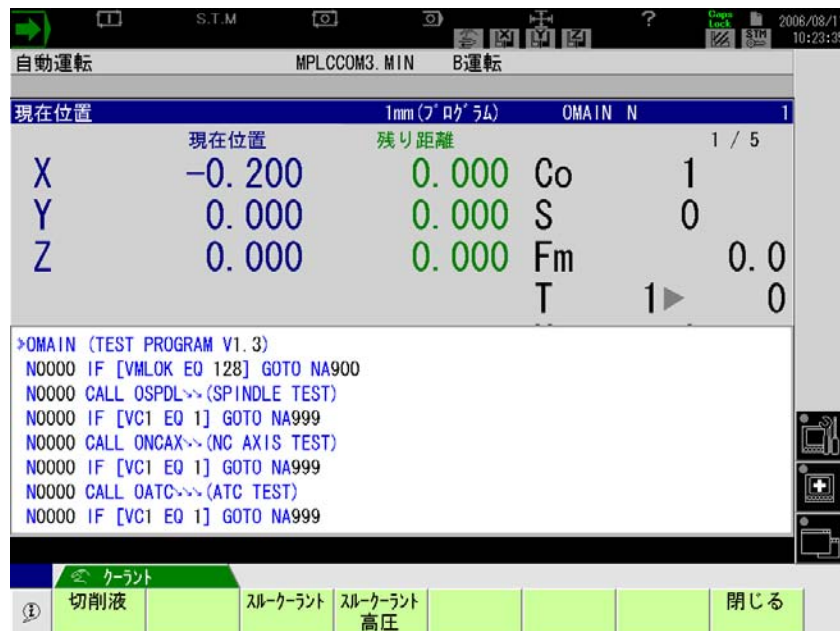 S.T.M ? Caps Lock 2006/08/1
STM 10:23:35
自動運転 MPLCCOM3.MIN B運転
現在位置 1mm(プログラム) OMAIN N 1
現在位置 残り距離 1 / 5
X -0.200 0.000 Co 1
Y 0.000 0.000 S 0
Z 0.000 0.000 Fm 0.0
T 1▶ 0
>OMAIN (TEST PROGRAM V1.3)
N0000 IF [VMLOK EQ 128] GOTO NA900
N0000 CALL OSPDL>>(SPINDLE TEST)
N0000 IF [VC1 EQ 1] GOTO NA999
N0000 CALL ONCAX>>(NC AXIS TEST)
N0000 IF [VC1 EQ 1] GOTO NA999
N0000 CALL OATC>>>(ATC TEST)
N0000 IF [VC1 EQ 1] GOTO NA999
クーラント
切削液 スルークーラント スルークーラント 高圧 閉じる